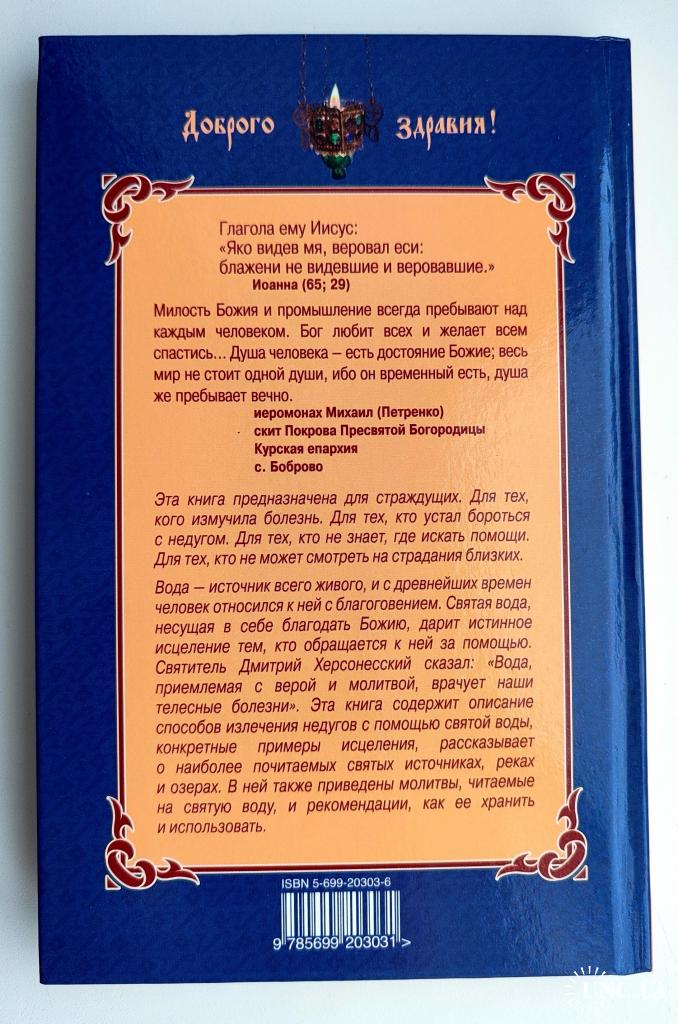 Доброго здравия!
Глагола ему Иисус:
«Яко видев мя, веровал еси:
блажени не видевшие и веровавшие.»
Иоанна (65; 29)
Милость Божия и промышление всегда пребывают над
каждым человеком. Бог любит всех и желает всем
спастись... Душа человека – есть достояние Божие; весь
мир не стоит одной души, ибо он временный есть, душа
же пребывает вечно.
иеромонах Михаил (Петренко)
скит Покрова Пресвятой Богородицы
Курская епархия
с. Боброво
Эта книга предназначена для страждущих. Для тех,
кого измучила болезнь. Для тех, кто устал бороться
с недугом. Для тех, кто не знает, где искать помощи.
Для тех, кто не может смотреть на страдания близких.
Вода – источник всего живого, и с древнейших времен
человек относился к ней с благоговением. Святая вода,
несущая в себе благодать Божию, дарит истинное
исцеление тем, кто обращается к ней за помощью.
Святитель Дмитрий Херсонесский сказал: «Вода,
приемлемая с верой и молитвой, врачует наши
телесные болезни». Эта книга содержит описание
способов излечения недугов с помощью святой воды,
конкретные примеры исцеления, рассказывает
о наиболее почитаемых святых источниках, реках
и озерах. В ней также приведены молитвы, читаемые
на святую воду, и рекомендации, как ее хранить
и использовать.
ISBN 5-699-20303-6
9 785699 203031 >
UNC.UA